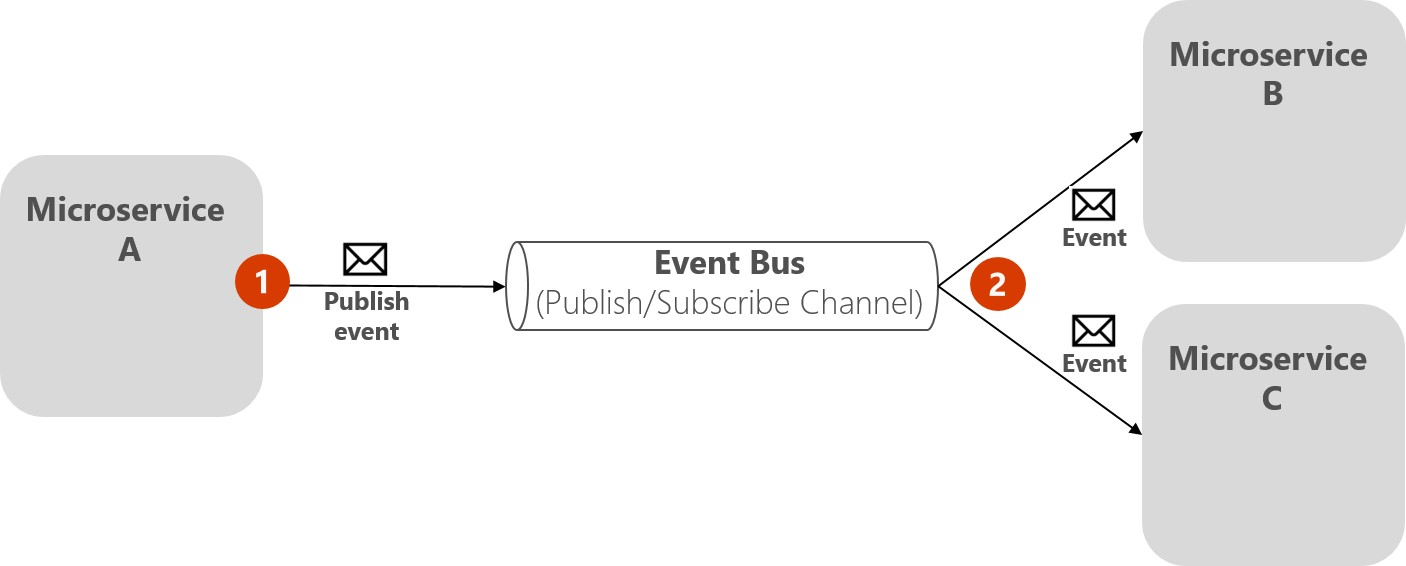 Microservice
A
1
Publish
event
Event Bus
(Publish/Subscribe Channel)
2
Microservice
B
Event
Event
Microservice
C